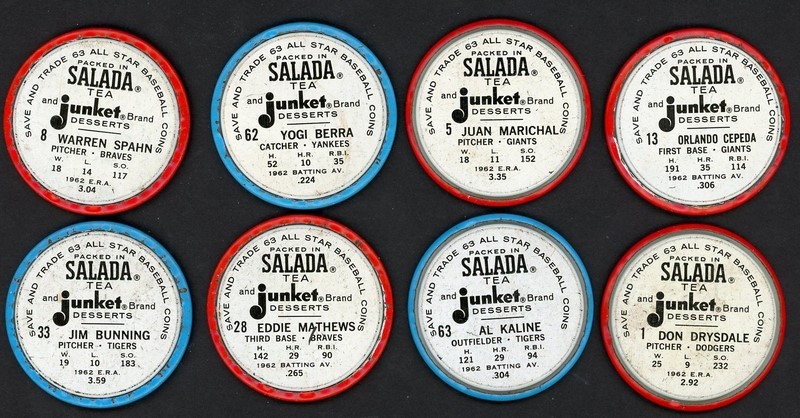 SAVE AND TRADE 63 ALL STAR BASEBALL COINS
PACKED IN
SALADA®
TEA
and Junket® Brand
DESSERTS
8 WARREN SPAHN
PITCHER · BRAVES
W. L. S.O.
18 14 117
1962 E.R.A.
3.04
SAVE AND TRADE 63 ALL STAR BASEBALL COINS
PACKED IN
SALADA®
TEA
and Junket® Brand
DESSERTS
62 YOGI BERRA
CATCHER · YANKEES
H. H.R. R.B.I.
52 10 35
1962 BATTING AV.
.224
SAVE AND TRADE 63 ALL STAR BASEBALL COINS
PACKED IN
SALADA®
TEA
and Junket® Brand
DESSERTS
5 JUAN MARICHAL
PITCHER · GIANTS
W. L. S.O.
18 11 152
1962 E.R.A.
3.35
SAVE AND TRADE 63 ALL STAR BASEBALL COINS
PACKED IN
SALADA®
TEA
and Junket® Brand
DESSERTS
13 ORLANDO CEPEDA
FIRST BASE · GIANTS
H. H.R. R.B.I.
191 35 114
1962 BATTING AV.
.306
SAVE AND TRADE 63 ALL STAR BASEBALL COINS
PACKED IN
SALADA®
TEA
and Junket® Brand
DESSERTS
33 JIM BUNNING
PITCHER · TIGERS
W. L. S.O.
19 10 183
1962 E.R.A.
3.59
SAVE AND TRADE 63 ALL STAR BASEBALL COINS
PACKED IN
SALADA®
TEA
and Junket® Brand
DESSERTS
28 EDDIE MATHEWS
THIRD BASE · BRAVES
H. H.R. R.B.I.
142 29 90
1962 BATTING AV.
.265
SAVE AND TRADE 63 ALL STAR BASEBALL COINS
PACKED IN
SALADA®
TEA
and Junket® Brand
DESSERTS
63 AL KALINE
OUTFIELDER · TIGERS
H. H.R. R.B.I.
121 29 94
1962 BATTING AV.
.304
SAVE AND TRADE 63 ALL STAR BASEBALL COINS
PACKED IN
SALADA®
TEA
and Junket® Brand
DESSERTS
1 DON DRYSDALE
PITCHER · DODGERS
W. L. S.O.
25 9 232
1962 E.R.A.
2.92